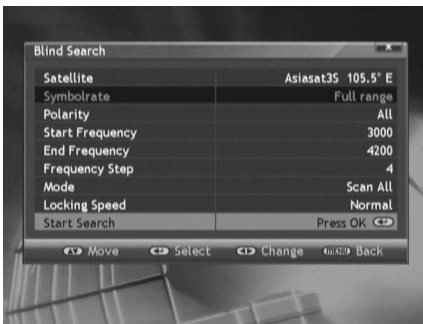 Blind Search
Satellite Asiasat3S 105.5° E
Symbolrate Full range
Polarity All
Start Frequency 3000
End Frequency 4200
Frequency Step 4
Mode Scan All
Locking Speed Normal
Start Search Press OK
Move Select Change MENU Back